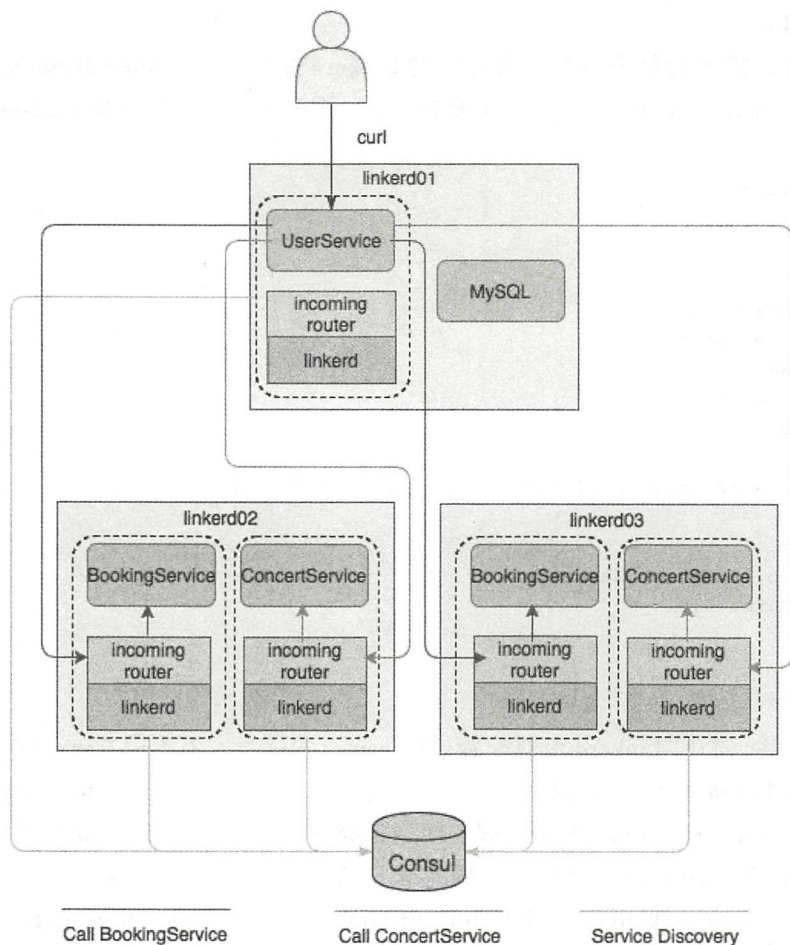 curl
linkerd01
UserService
MySQL
incoming
router
linkerd
linkerd02
BookingService
ConcertService
incoming
router
linkerd
incoming
router
linkerd
linkerd03
BookingService
ConcertService
incoming
router
linkerd
incoming
router
linkerd
Consul
Call BookingService
Call ConcertService
Service Discovery